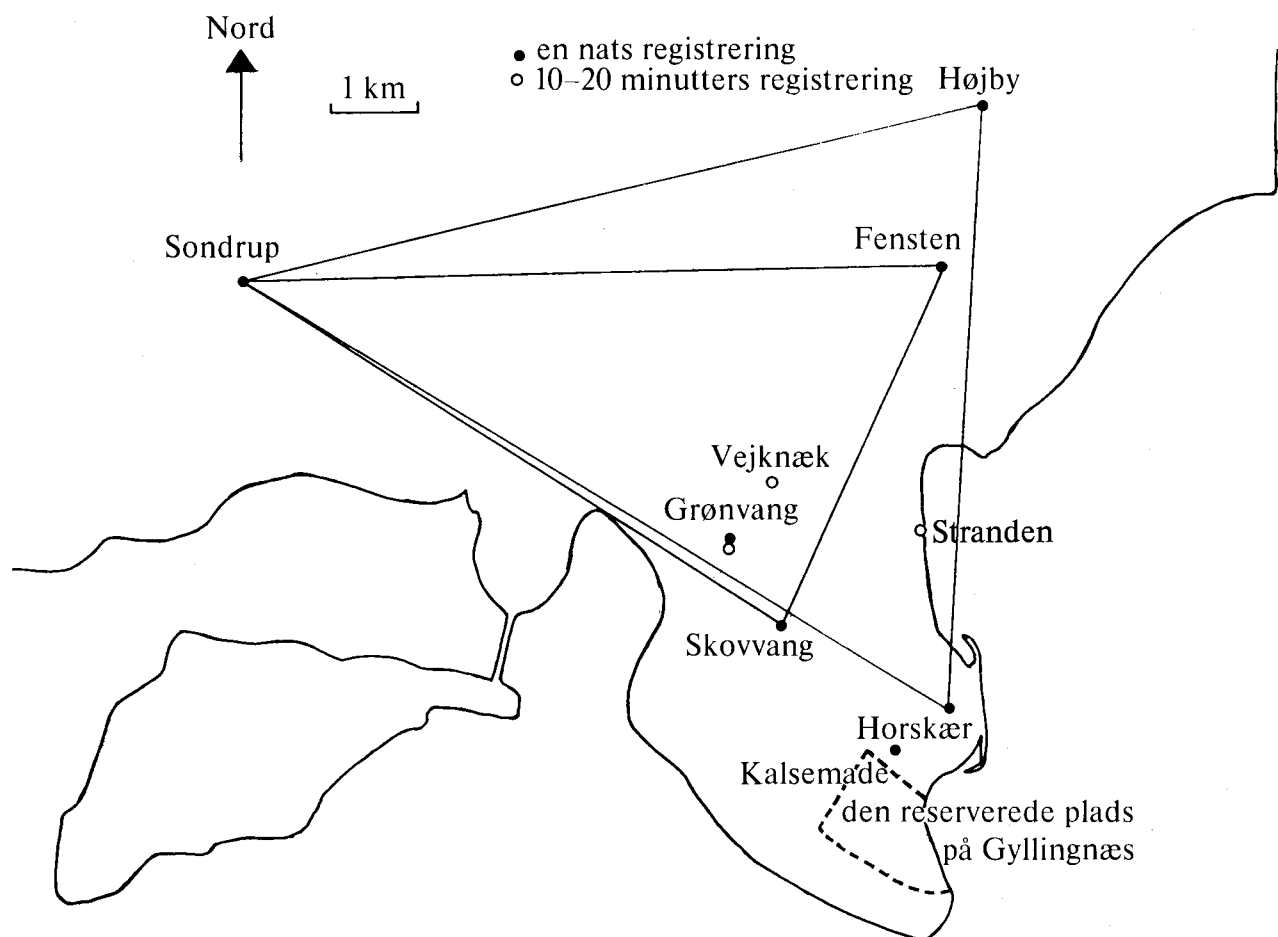 Nord
1 km
en nats registrering
10–20 minutters registrering
Højby
Sondrup
Fensten
Vejknæk
Grønvang
Stranden
Skovvang
Horskær
Kalsemade
den reserverede plads
på Gyllingnæs